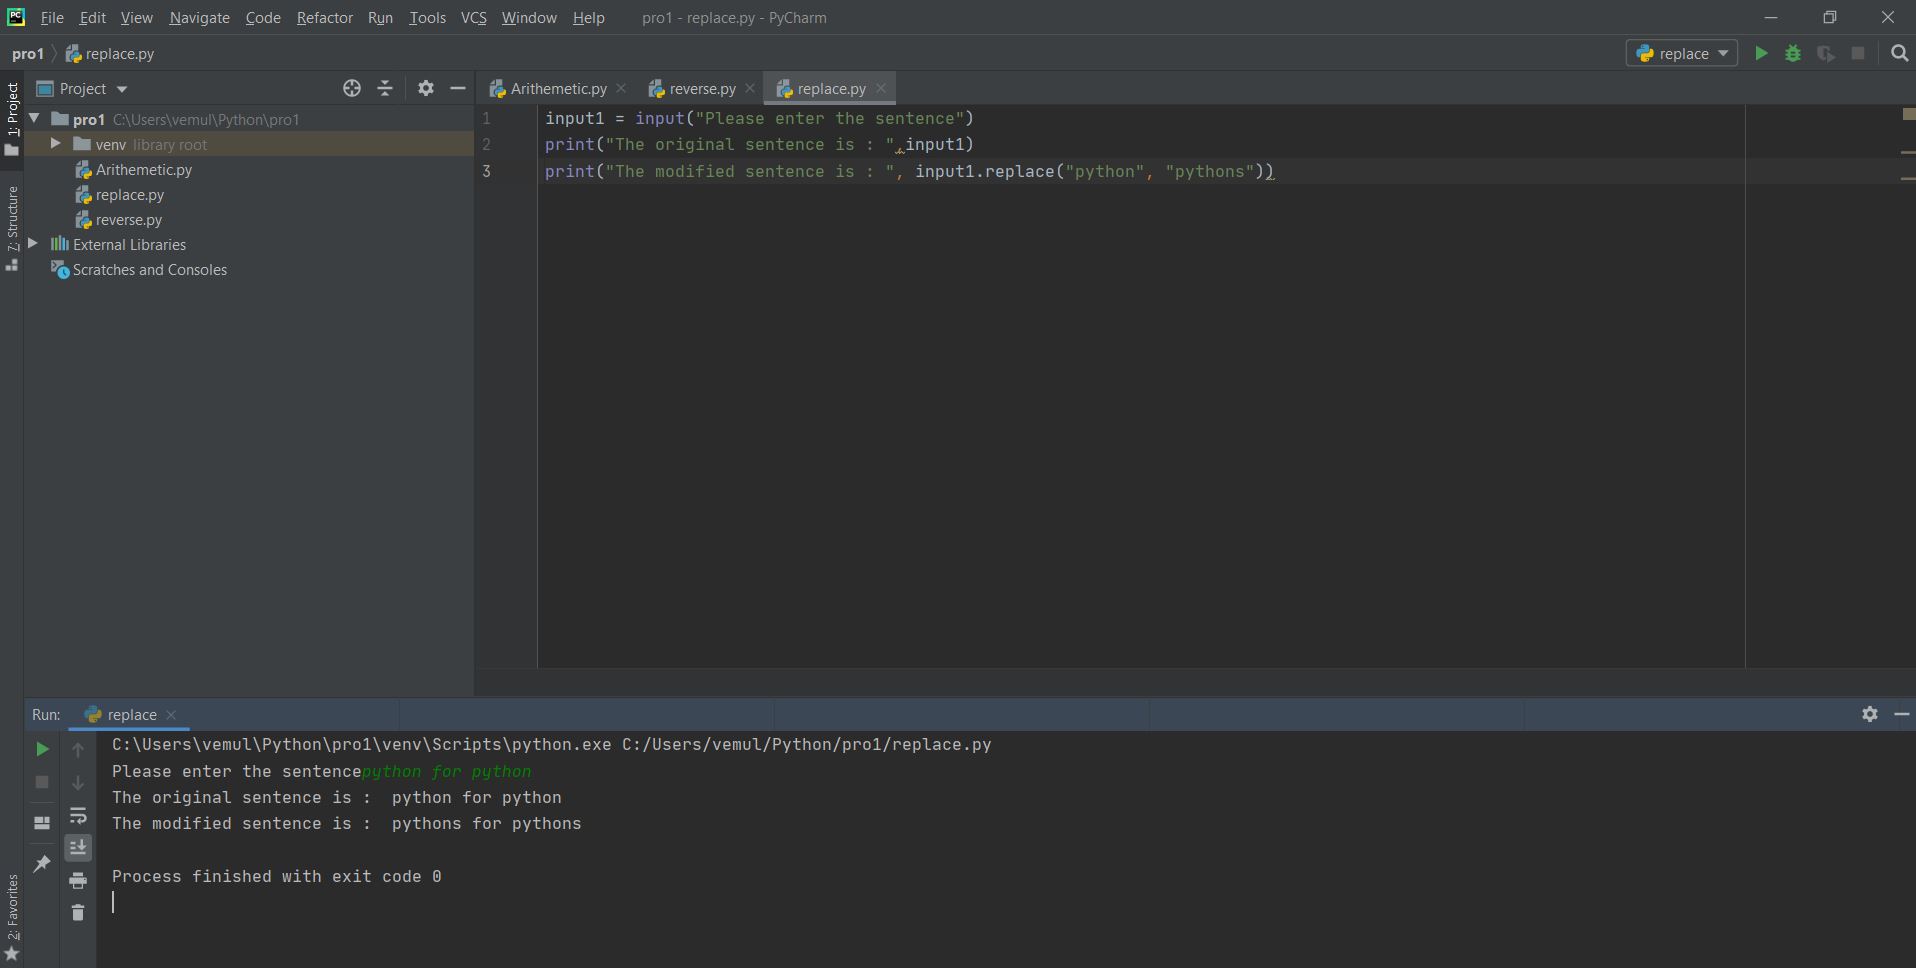 PC File Edit View Navigate Code Refactor Run Tools VCS Window Help pro1 - replace.py - PyCharm
pro1 replace.py replace
1: Project
7: Structure
2: Favorites
Project
pro1 C:\Users\vemul\Python\pro1
venv library root
Arithemetic.py
replace.py
reverse.py
External Libraries
Scratches and Consoles
Arithemetic.py reverse.py replace.py
1 input1 = input("Please enter the sentence")
2 print("The original sentence is : ",input1)
3 print("The modified sentence is : ", input1.replace("python", "pythons"))
Run: replace
C:\Users\vemul\Python\pro1\venv\Scripts\python.exe C:/Users/vemul/Python/pro1/replace.py
Please enter the sentencepython for python
The original sentence is :  python for python
The modified sentence is :  pythons for pythons
Process finished with exit code 0